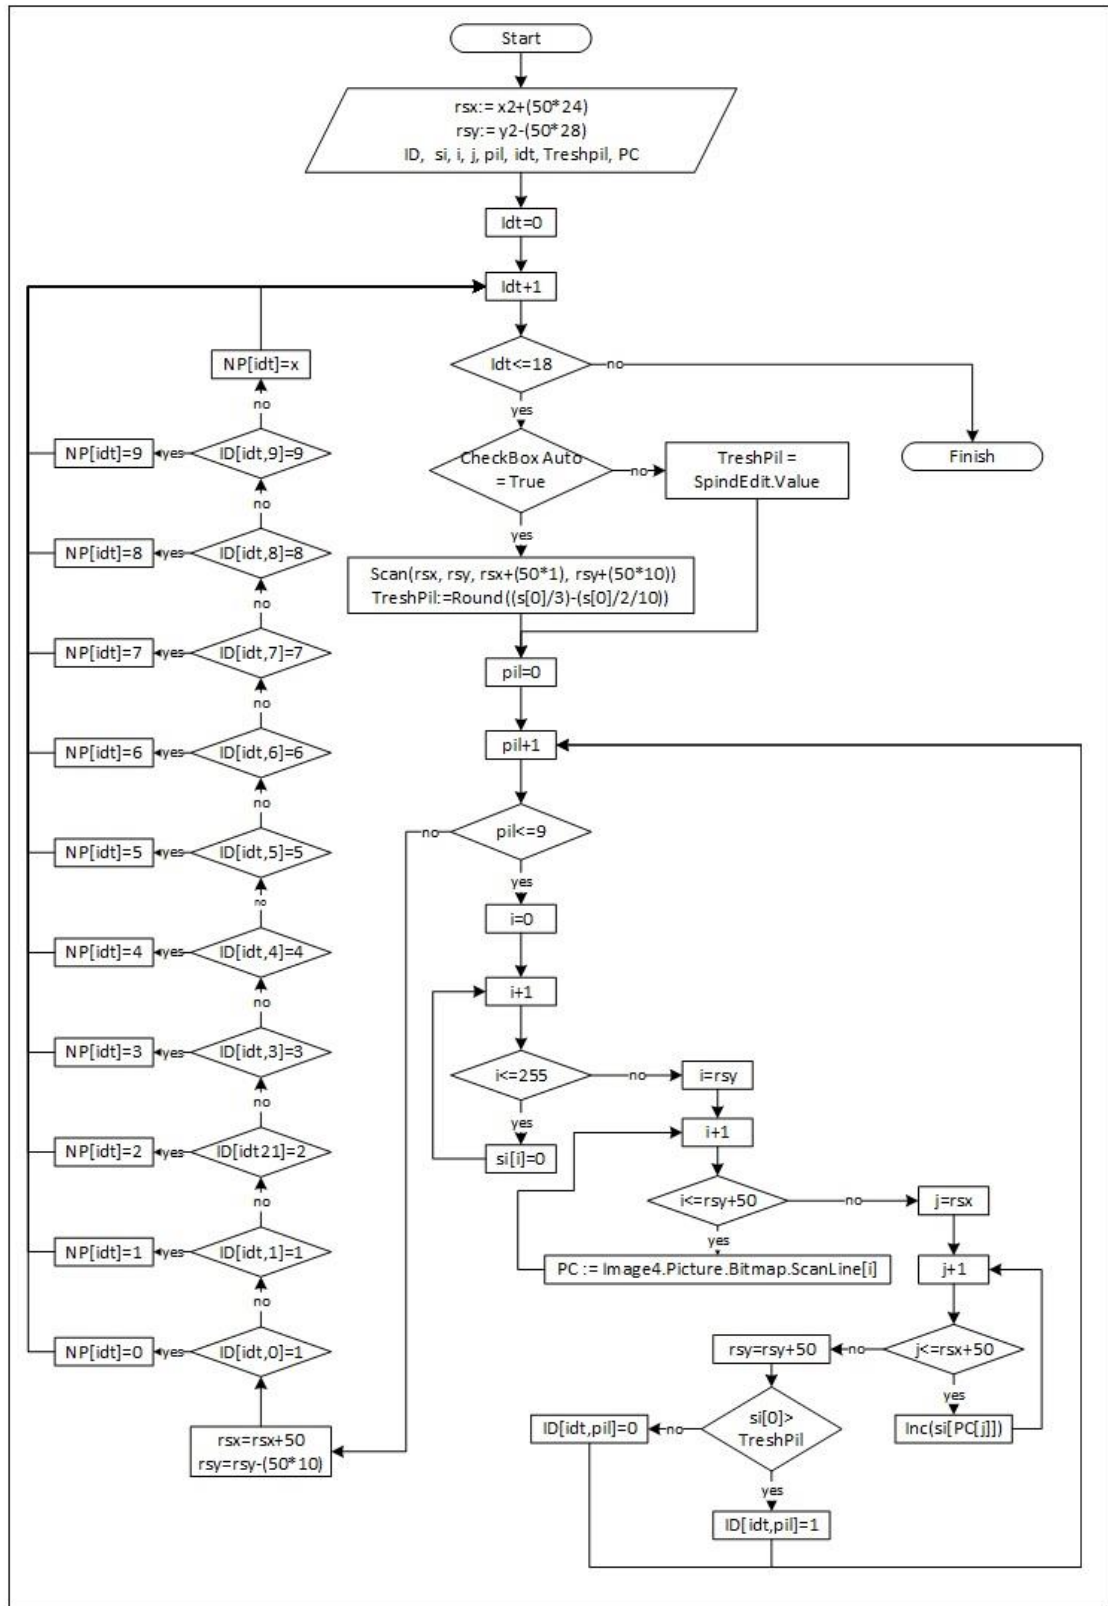 Start
rsx:= x2+(50*24)
rsy:= y2-(50*28)
ID, si, i, j, pil, idt, Treshpil, PC
Idt=0
Idt+1
Idt<=18
no
yes
Finish
CheckBox Auto
= True
no
TreshPil =
SpindEdit.Value
yes
Scan(rsx, rsy, rsx+(50*1), rsy+(50*10))
TreshPil:=Round((s[0]/3)-(s[0]/2/10))
pil=0
pil+1
pil<=9
no
yes
i=0
i+1
i<=255
no
yes
si[i]=0
i=rsy
i+1
i<=rsy+50
no
yes
PC := Image4.Picture.Bitmap.ScanLine[i]
j=rsx
j+1
j<=rsx+50
no
yes
Inc(si[PC[j]])
rsy=rsy+50
si[0]>
TreshPil
no
ID[idt,pil]=0
yes
ID[idt,pil]=1
rsx=rsx+50
rsy=rsy-(50*10)
ID[idt,0]=1
yes
NP[idt]=0
no
ID[idt,1]=1
yes
NP[idt]=1
no
ID[idt21]=2
yes
NP[idt]=2
no
ID[idt,3]=3
yes
NP[idt]=3
no
ID[idt,4]=4
yes
NP[idt]=4
no
ID[idt,5]=5
yes
NP[idt]=5
no
ID[idt,6]=6
yes
NP[idt]=6
no
ID[idt,7]=7
yes
NP[idt]=7
no
ID[idt,8]=8
yes
NP[idt]=8
no
ID[idt,9]=9
yes
NP[idt]=9
no
NP[idt]=x